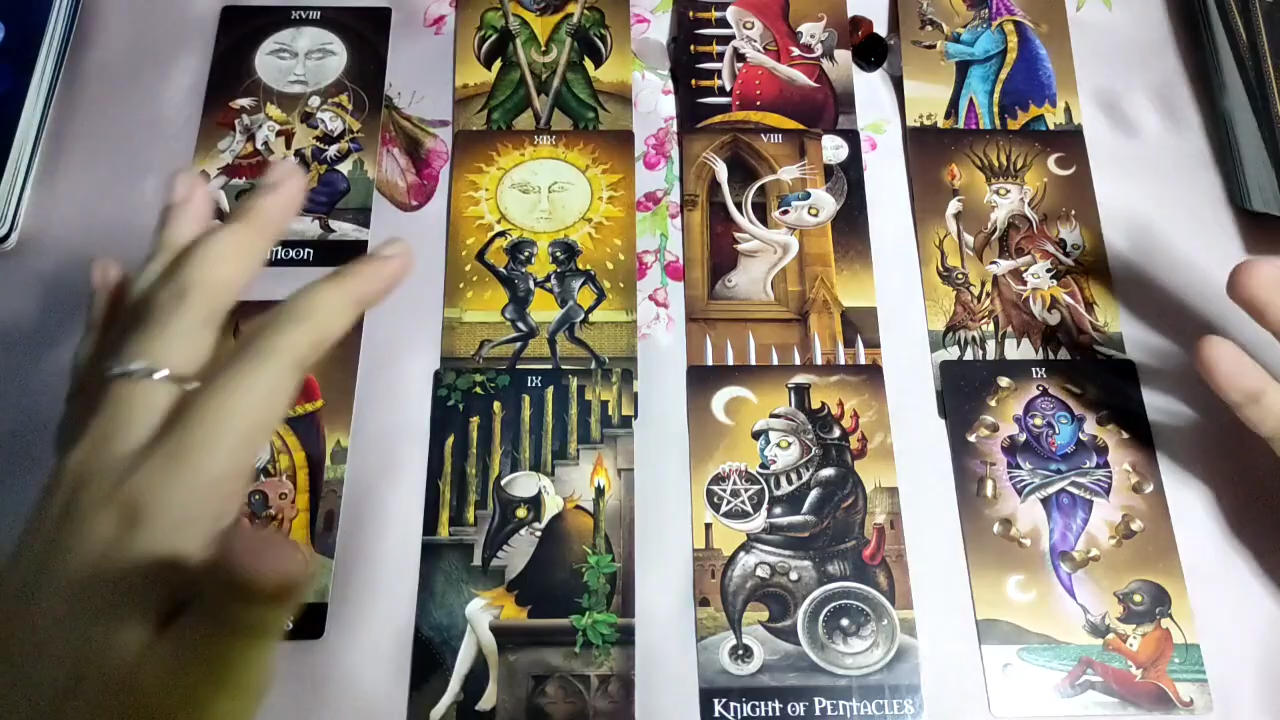 XVIII
MOON
XIX
VIII
IX
IX
KNIGHT OF PENTACLES